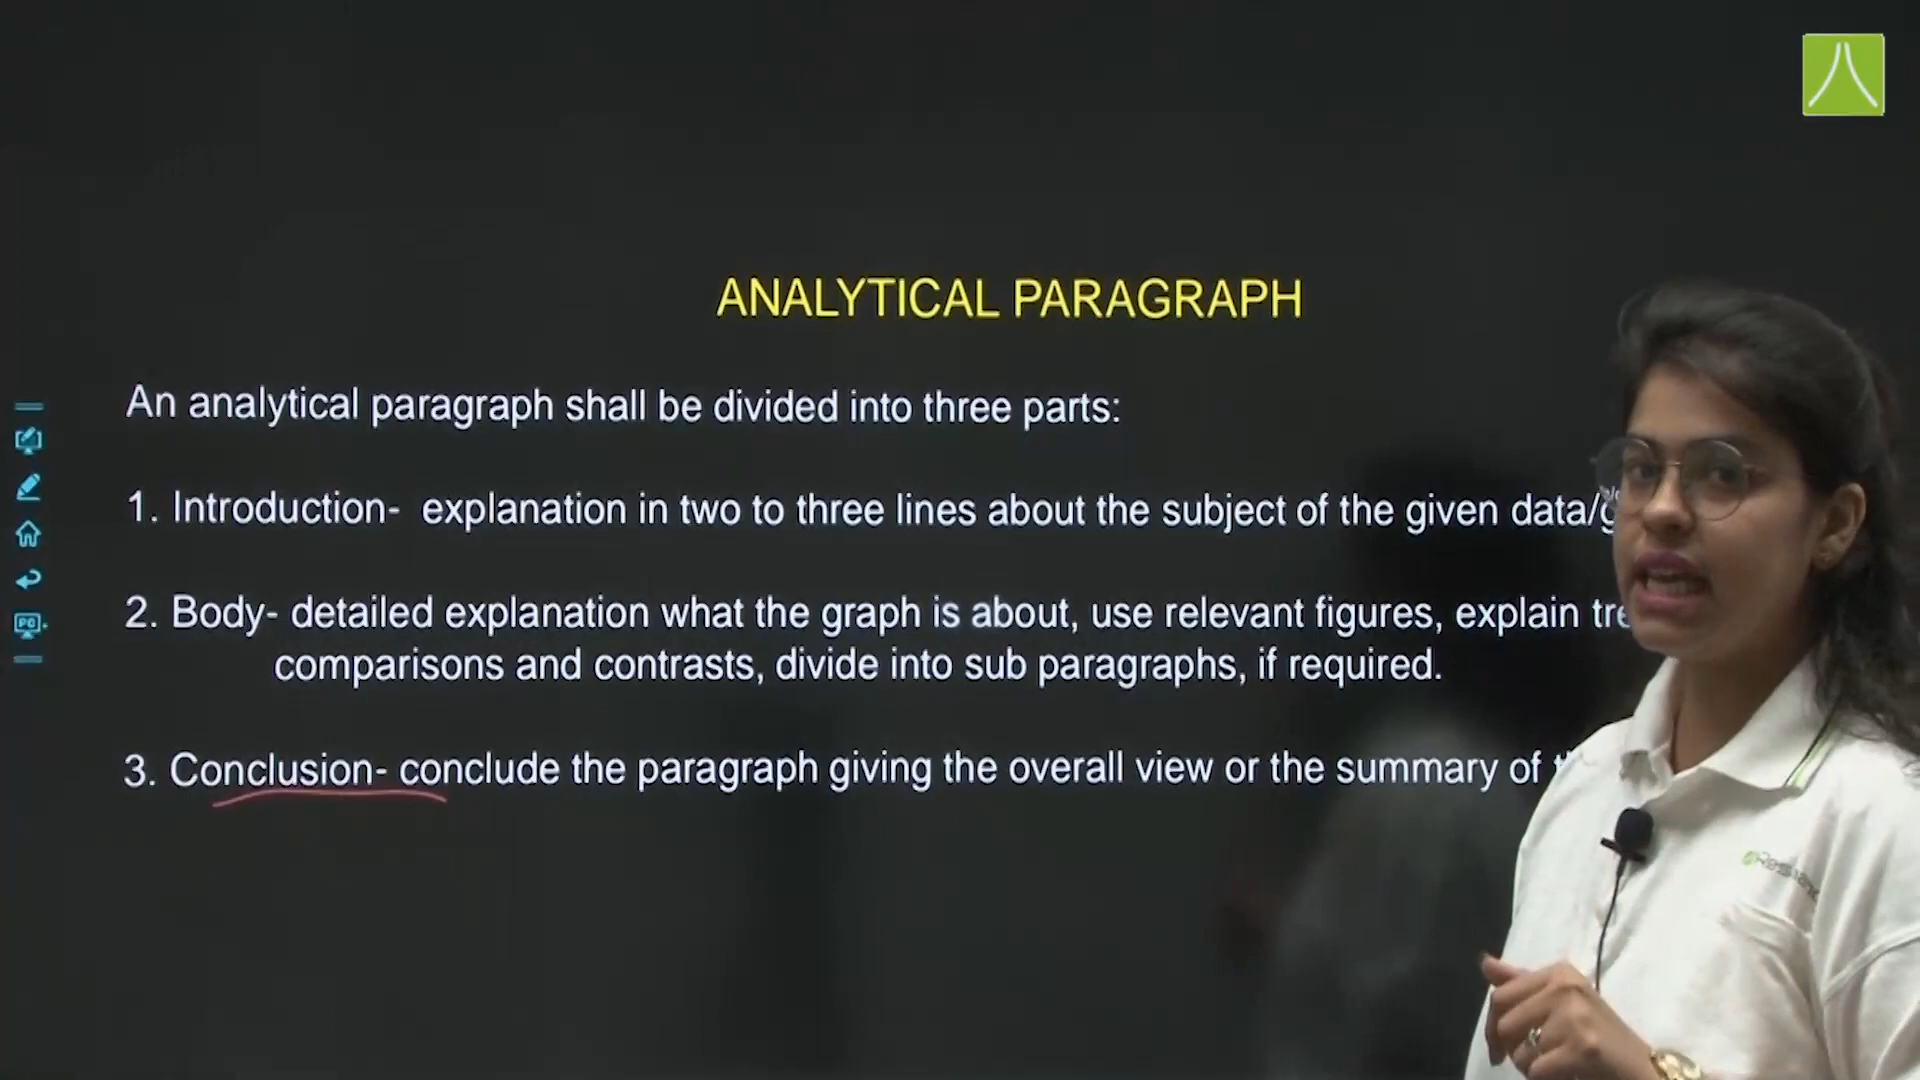 ANALYTICAL PARAGRAPH
An analytical paragraph shall be divided into three parts:
1. Introduction- explanation in two to three lines about the subject of the given data/
2. Body- detailed explanation what the graph is about, use relevant figures, explain
comparisons and contrasts, divide into sub paragraphs, if required.
3. Conclusion- conclude the paragraph giving the overall view or the summary of
PC